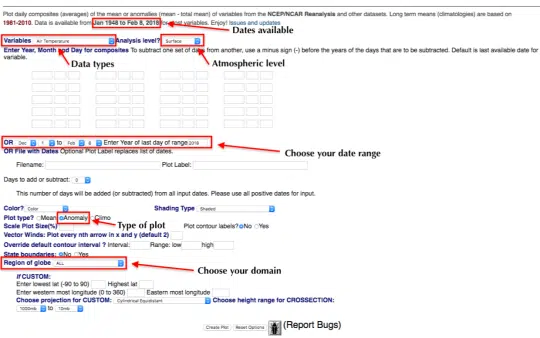 Plot daily composites (averages) of the mean or anomalies (mean - total mean) of variables from the NCEP/NCAR Reanalysis and other datasets. Long term means (climatologies) are based on
1981-2010. Data is available from Jan 1948 to Feb 8, 2018 for most variables. Enjoy! Issues and updates
Dates available
Variables Air Temperature Analysis level? Surface
Enter Year, Month and Day for composites To subtract one set of dates from another, use a minus sign (-) before the years of the days that are to be subtracted. Default is last available date for
variable.
Data types
Atmospheric level
OR Dec 1 to Feb 8 Enter Year of last day of range 2018
OR File with Dates Optional Plot Label replaces list of dates.
Choose your date range
Filename: Plot Label:
Days to add or subtract: 0
This number of days will be added (or subtracted) from all input dates. Please use all positive dates for input.
Color? Color Shading Type Shaded
Plot type? Mean Anomaly Climo
Scale Plot Size(%) Plot contour labels? No Yes
Type of plot
Vector Winds: Plot every nth arrow in x and y (default 2)
Override default contour interval ? Interval: Range: low high
State boundaries: No Yes
Region of globe ALL
Choose your domain
If CUSTOM:
Enter lowest lat (-90 to 90) Highest lat
Enter western most longitude (0 to 360) Eastern most longitude
Choose projection for CUSTOM: Cylindrical Equidistant Choose height range for CROSSECTION:
1000mb to 10mb
Create Plot Reset Options (Report Bugs)